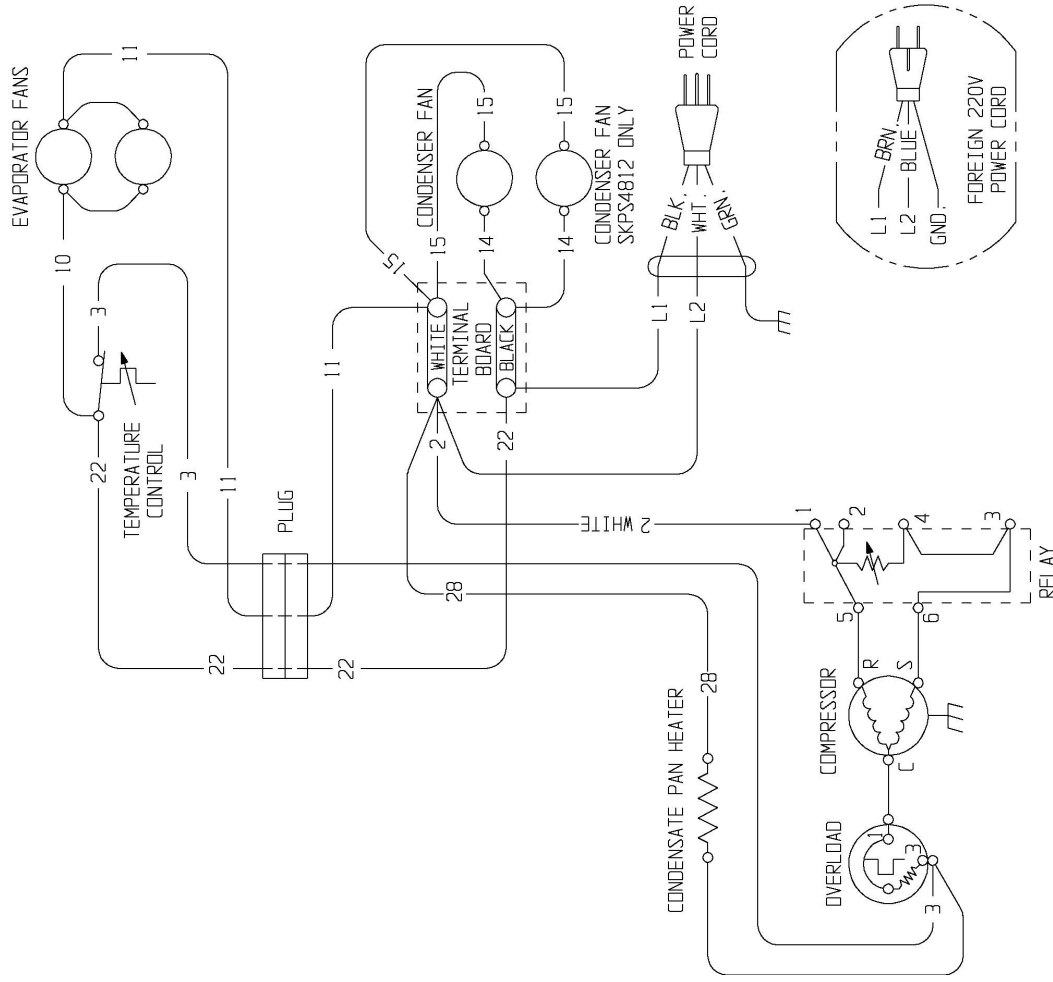 EVAPORATOR FANS
11
10
3
22
TEMPERATURE
CONTROL
3
11
22
PLUG
22
11
15
CONDENSER FAN
15
15
15
14
14
CONDENSER FAN
SKPS4812 ONLY
WHITE
TERMINAL
BOARD
BLACK
2
22
28
2 WHITE
L1
L2
BLK.
WHT.
GRN.
POWER
CORD
L1
BRN.
L2
BLUE
GND.
FOREIGN 220V
POWER CORD
CONDENSATE PAN HEATER
28
COMPRESSOR
R
S
C
OVERLOAD
1
3
3
1
2
4
3
5
6
RELAY